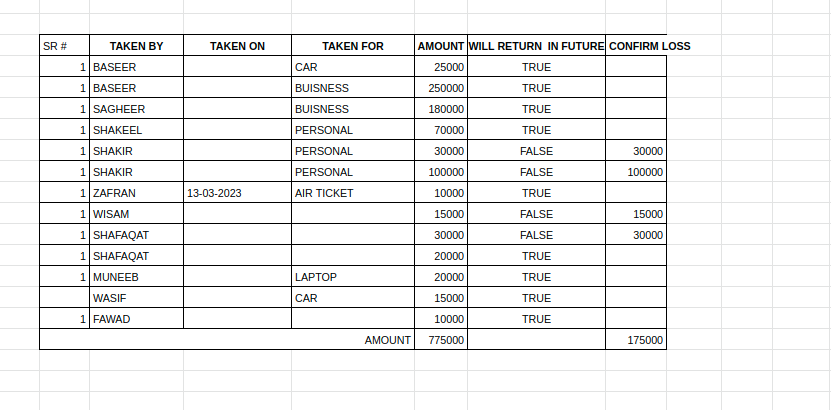 SR # TAKEN BY TAKEN ON TAKEN FOR AMOUNT WILL RETURN IN FUTURE CONFIRM LOSS
1 BASEER CAR 25000 TRUE
1 BASEER BUISNESS 250000 TRUE
1 SAGHEER BUISNESS 180000 TRUE
1 SHAKEEL PERSONAL 70000 TRUE
1 SHAKIR PERSONAL 30000 FALSE 30000
1 SHAKIR PERSONAL 100000 FALSE 100000
1 ZAFRAN 13-03-2023 AIR TICKET 10000 TRUE
1 WISAM 15000 FALSE 15000
1 SHAFAQAT 30000 FALSE 30000
1 SHAFAQAT 20000 TRUE
1 MUNEEB LAPTOP 20000 TRUE
WASIF CAR 15000 TRUE
1 FAWAD 10000 TRUE
AMOUNT 775000 175000